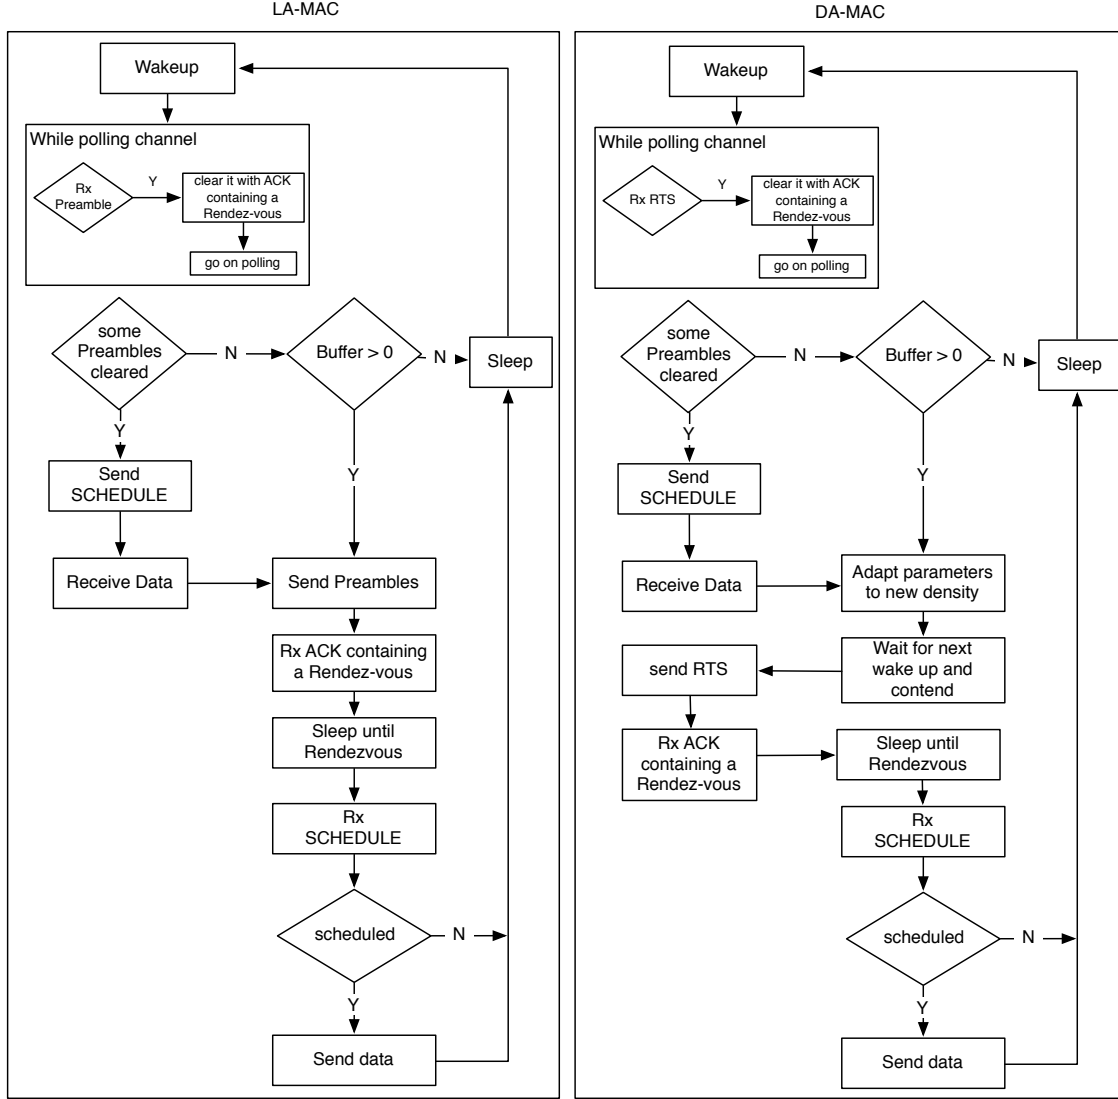 LA-MAC
Wakeup
While polling channel
Rx
Preamble
Y
clear it with ACK
containing a
Rendez-vous
go on polling
some
Preambles
cleared
N
Buffer > 0
N
Sleep
Y
Y
Send
SCHEDULE
Receive Data
Send Preambles
Rx ACK containing
a Rendez-vous
Sleep until
Rendezvous
Rx
SCHEDULE
scheduled
N
Y
Send data
DA-MAC
Wakeup
While polling channel
Rx RTS
Y
clear it with ACK
containing a
Rendez-vous
go on polling
some
Preambles
cleared
N
Buffer > 0
N
Sleep
Y
Y
Send
SCHEDULE
Receive Data
Adapt parameters
to new density
Wait for next
wake up and
contend
send RTS
Rx ACK
containing a
Rendez-vous
Sleep until
Rendezvous
Rx
SCHEDULE
scheduled
N
Y
Send data